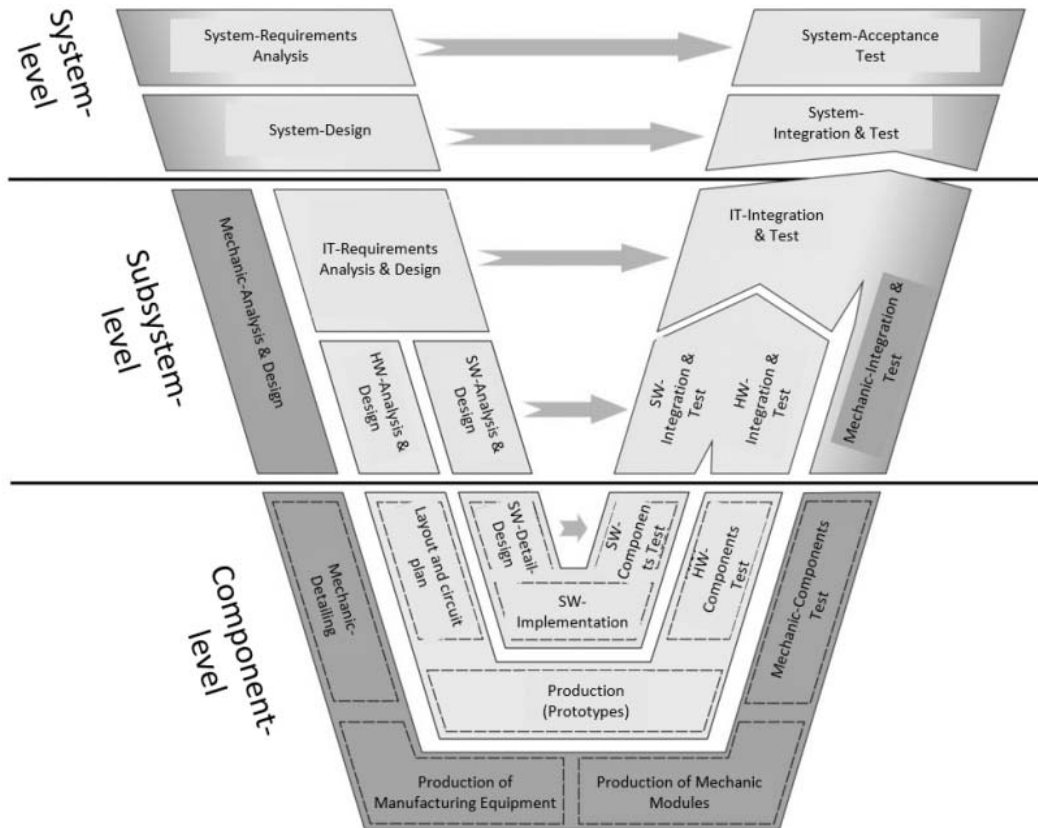 System-
level
System-Requirements
Analysis
System-Acceptance
Test
System-Design
System-
Integration & Test
Subsystem-
level
Mechanic-Analysis & Design
IT-Requirements
Analysis & Design
IT-Integration
& Test
HW-Analysis &
Design
SW-Analysis &
Design
SW-
Integration &
Test
HW-
Integration &
Test
Mechanic-Integration &
Test
Component-
level
Mechanic-
Detailing
Layout and circuit
plan
SW-Detail-
Design
SW-
Implementation
SW-
Componen
ts Test
HW-
Components
Test
Mechanic-Components
Test
Production
(Prototypes)
Production of
Manufacturing Equipment
Production of Mechanic
Modules